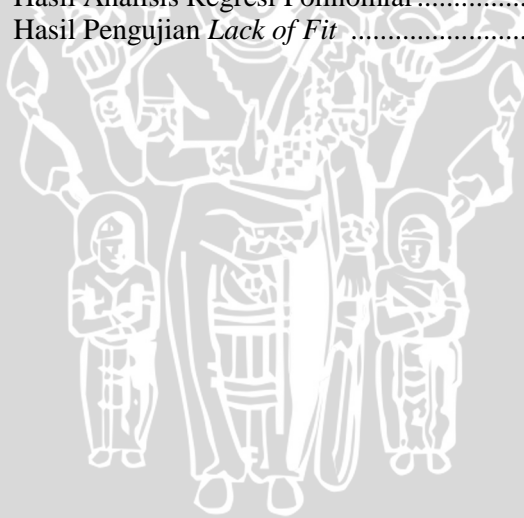 Hasil Analisis Regresi Polinomial......................
Hasil Pengujian Lack of Fit ......................